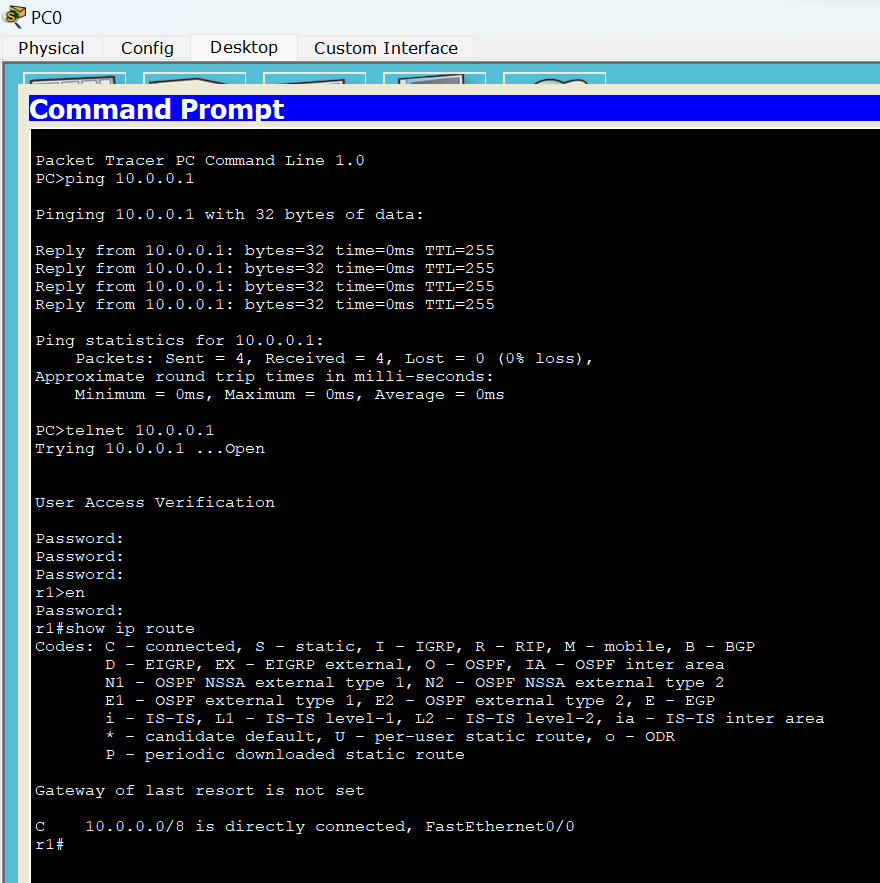 PC0
Physical Config Desktop Custom Interface
Command Prompt
Packet Tracer PC Command Line 1.0
PC>ping 10.0.0.1
Pinging 10.0.0.1 with 32 bytes of data:
Reply from 10.0.0.1: bytes=32 time=0ms TTL=255
Reply from 10.0.0.1: bytes=32 time=0ms TTL=255
Reply from 10.0.0.1: bytes=32 time=0ms TTL=255
Reply from 10.0.0.1: bytes=32 time=0ms TTL=255
Ping statistics for 10.0.0.1:
    Packets: Sent = 4, Received = 4, Lost = 0 (0% loss),
Approximate round trip times in milli-seconds:
    Minimum = 0ms, Maximum = 0ms, Average = 0ms
PC>telnet 10.0.0.1
Trying 10.0.0.1 ...Open
User Access Verification
Password:
Password:
Password:
r1>en
Password:
r1#show ip route
Codes: C - connected, S - static, I - IGRP, R - RIP, M - mobile, B - BGP
       D - EIGRP, EX - EIGRP external, O - OSPF, IA - OSPF inter area
       N1 - OSPF NSSA external type 1, N2 - OSPF NSSA external type 2
       E1 - OSPF external type 1, E2 - OSPF external type 2, E - EGP
       i - IS-IS, L1 - IS-IS level-1, L2 - IS-IS level-2, ia - IS-IS inter area
       * - candidate default, U - per-user static route, o - ODR
       P - periodic downloaded static route
Gateway of last resort is not set
C    10.0.0.0/8 is directly connected, FastEthernet0/0
r1#